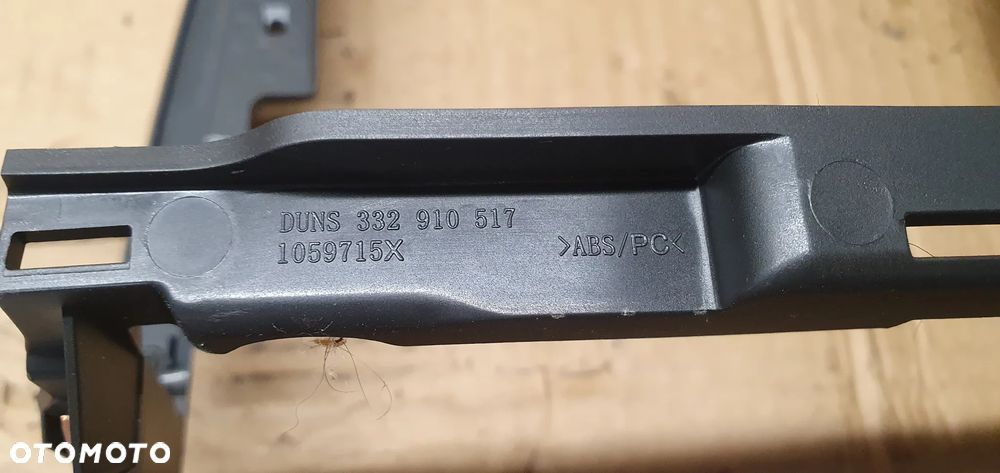 DUNS 332 910 517
1059715X
>ABS/PC<
OTOMOTO